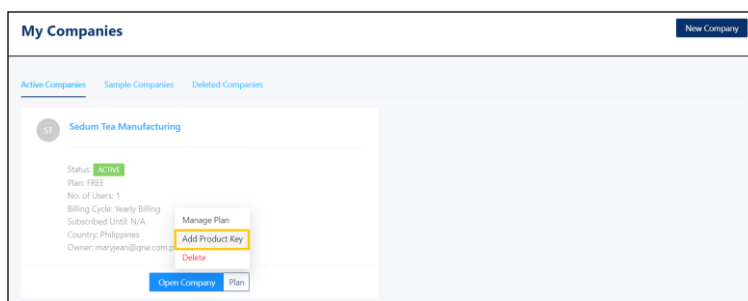 My Companies
New Company
Active Companies Sample Companies Deleted Companies
ST
Sedum Tea Manufacturing
Status: ACTIVE
Plan: FREE
No. of Users: 1
Billing Cycle: Yearly Billing
Subscribed Until: N/A
Country: Philippines
Owner: maryjean@qne.com.p
Manage Plan
Add Product Key
Delete
Open Company Plan